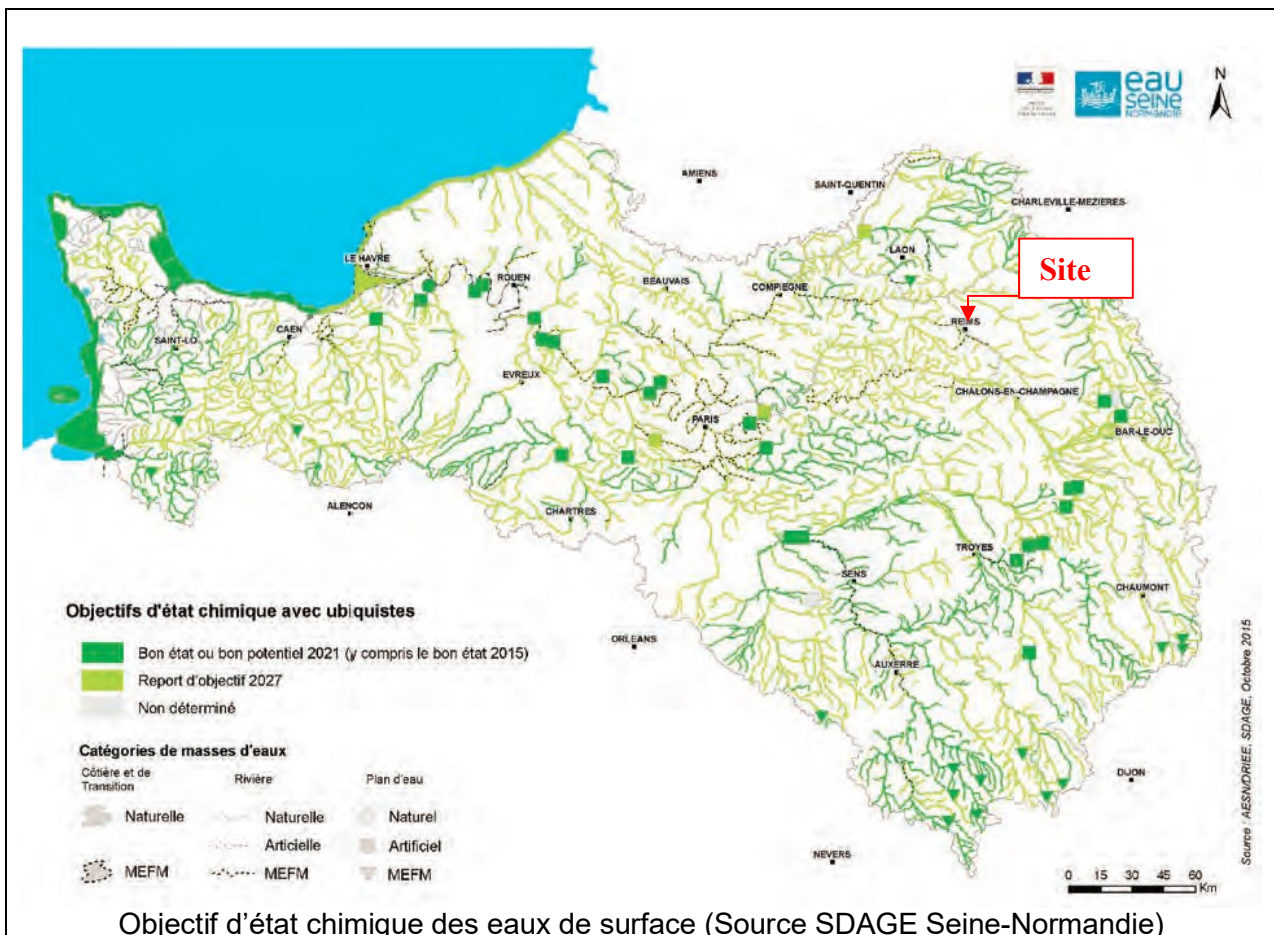 eau
SEINE
NORMANDIE
N
AMIENS
SAINT-QUENTIN
CHARLEVILLE-MEZIERES
LAON
Site
LE HAVRE
ROUEN
BEAUVAIS
COMPIEGNE
REIMS
CAEN
SAINT-LO
EVREUX
CHALONS-EN-CHAMPAGNE
PARIS
BAR-LE-DUC
ALENCON
CHARTRES
TROYES
SENS
CHAUMONT
ORLEANS
AUXERRE
DIJON
NEVERS
Objectifs d'état chimique avec ubiquistes
Bon état ou bon potentiel 2021 (y compris le bon état 2015)
Report d'objectif 2027
Non déterminé
Catégories de masses d'eaux
Côtière et de Transition Rivière Plan d'eau
Naturelle Naturelle Naturel
Articielle Artificiel
MEFM MEFM MEFM
0 15 30 45 60
Km
Source : AESN/DRIEE, SDAGE, Octobre 2015
Objectif d'état chimique des eaux de surface (Source SDAGE Seine-Normandie)